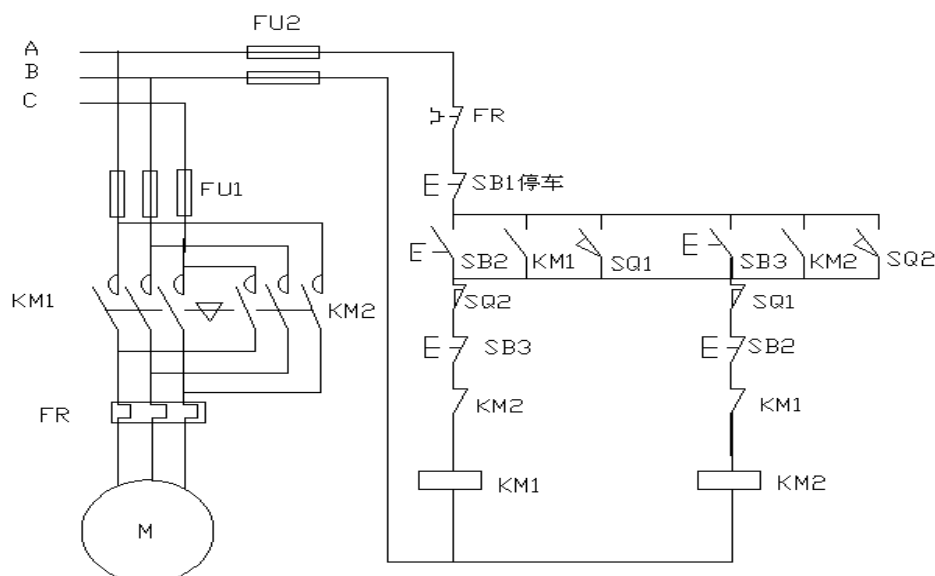 FU2
A
B
C
FR
SB1停车
FU1
SB2 KM1 SQ1 SB3 KM2 SQ2
KM1 KM2
SQ2 SQ1
SB3 SB2
FR KM2 KM1
KM1 KM2
M